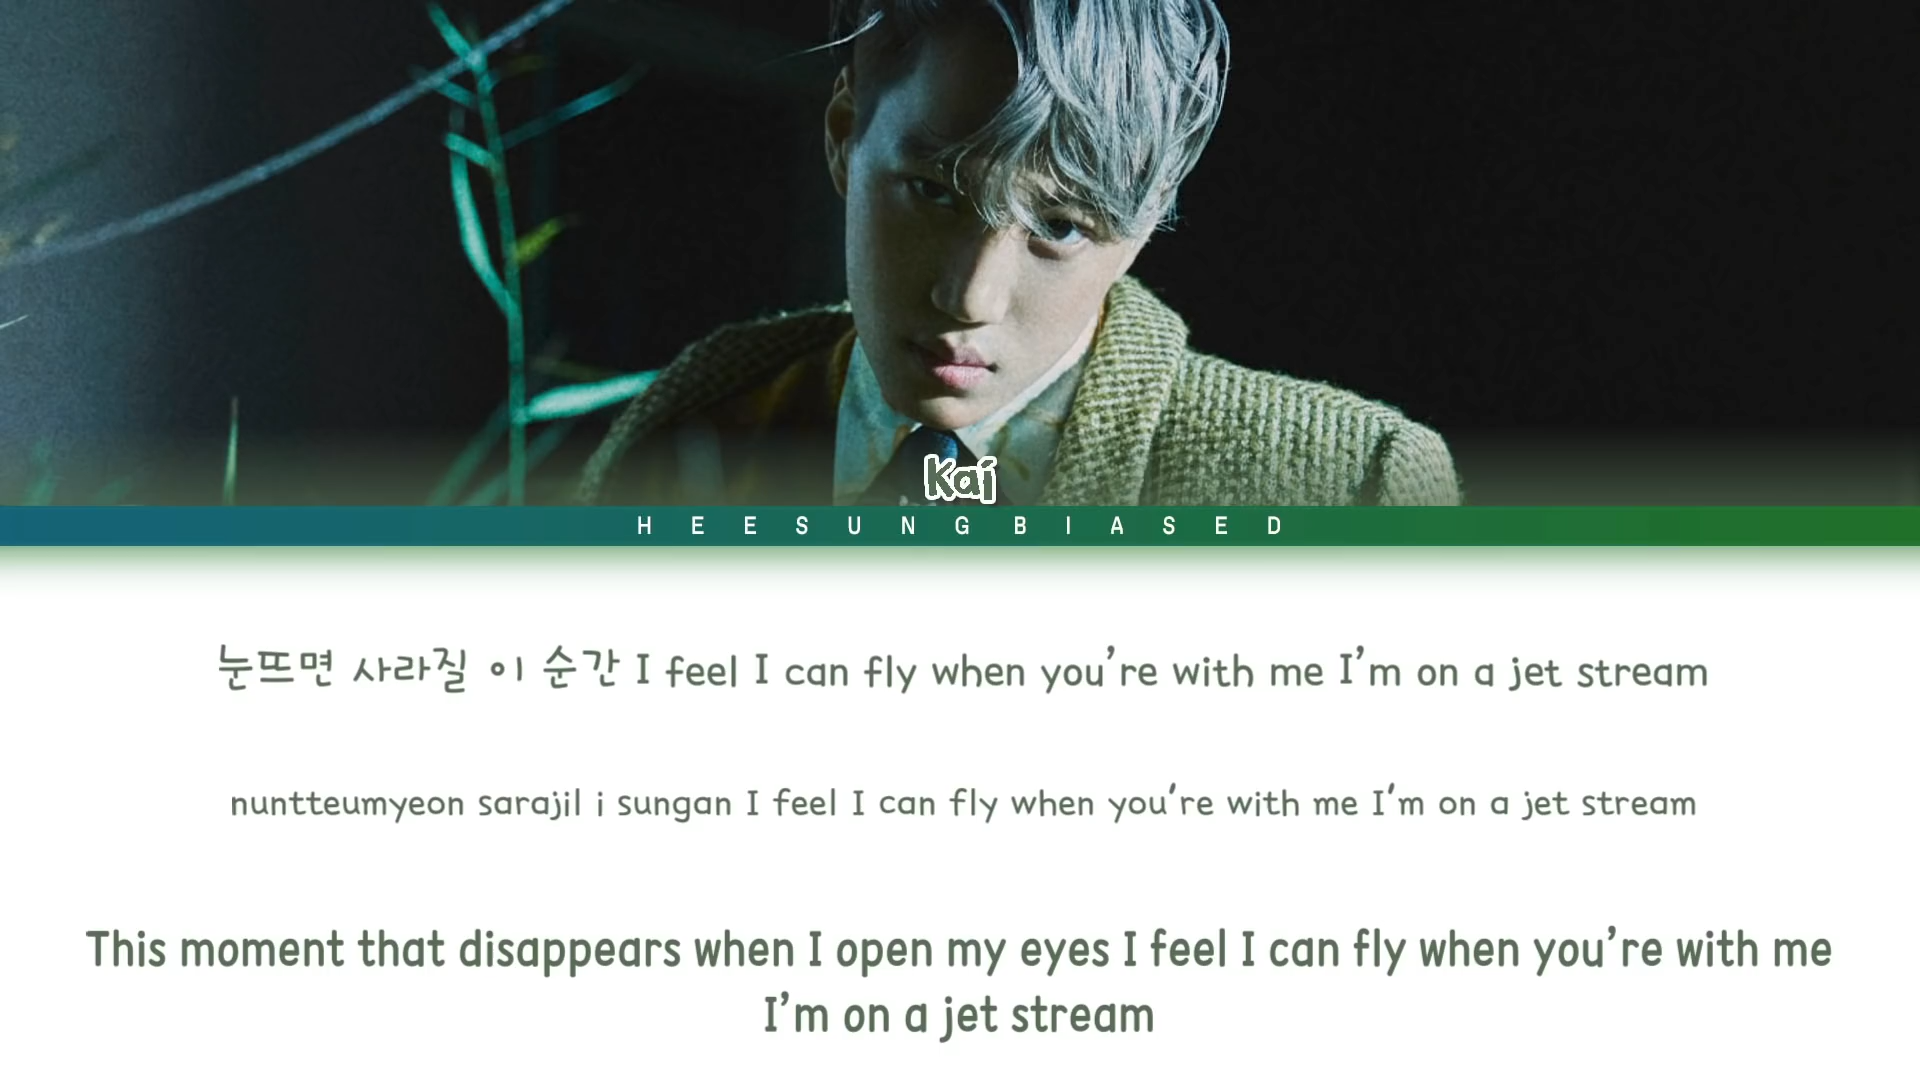 Kai
HEESUNGBIASED
눈뜨면 사라질 이 순간 I feel I can fly when you’re with me I’m on a jet stream
nuntteumyeon sarajil i sungan I feel I can fly when you're with me I'm on a jet stream
This moment that disappears when I open my eyes I feel I can fly when you’re with me
I’m on a jet stream